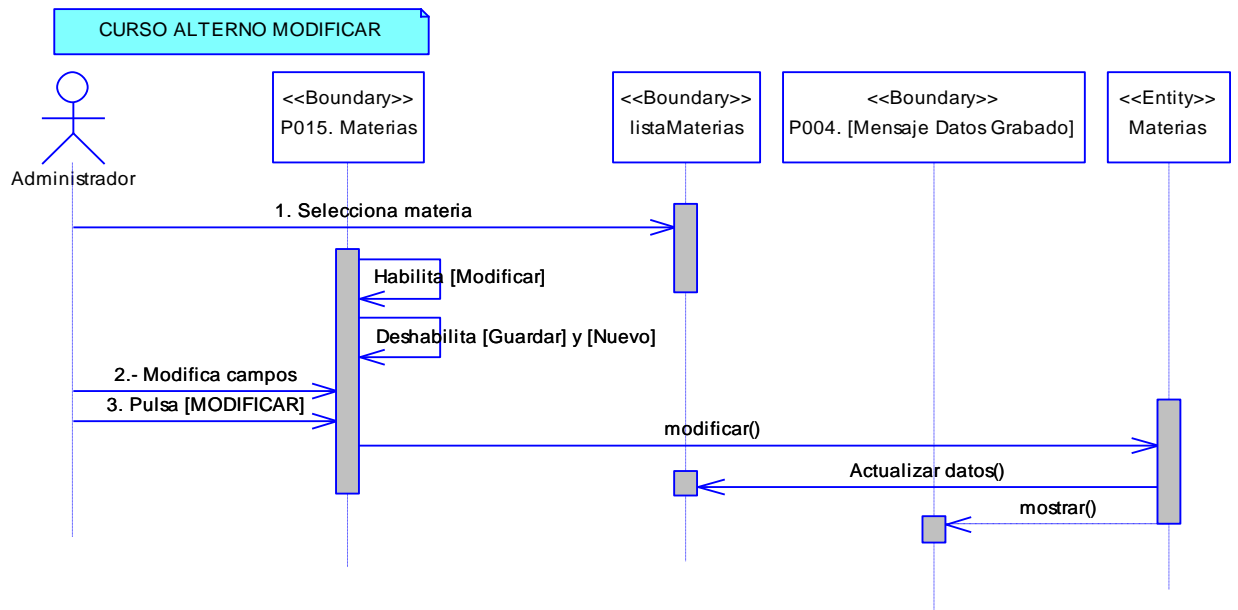 CURSO ALTERNO MODIFICAR
<<Boundary>>
P015. Materias
<<Boundary>>
listaMaterias
<<Boundary>>
P004. [Mensaje Datos Grabado]
<<Entity>>
Materias
Administrador
1. Selecciona materia
Habilita [Modificar]
Deshabilita [Guardar] y [Nuevo]
2.- Modifica campos
3. Pulsa [MODIFICAR]
modificar()
Actualizar datos()
mostrar()